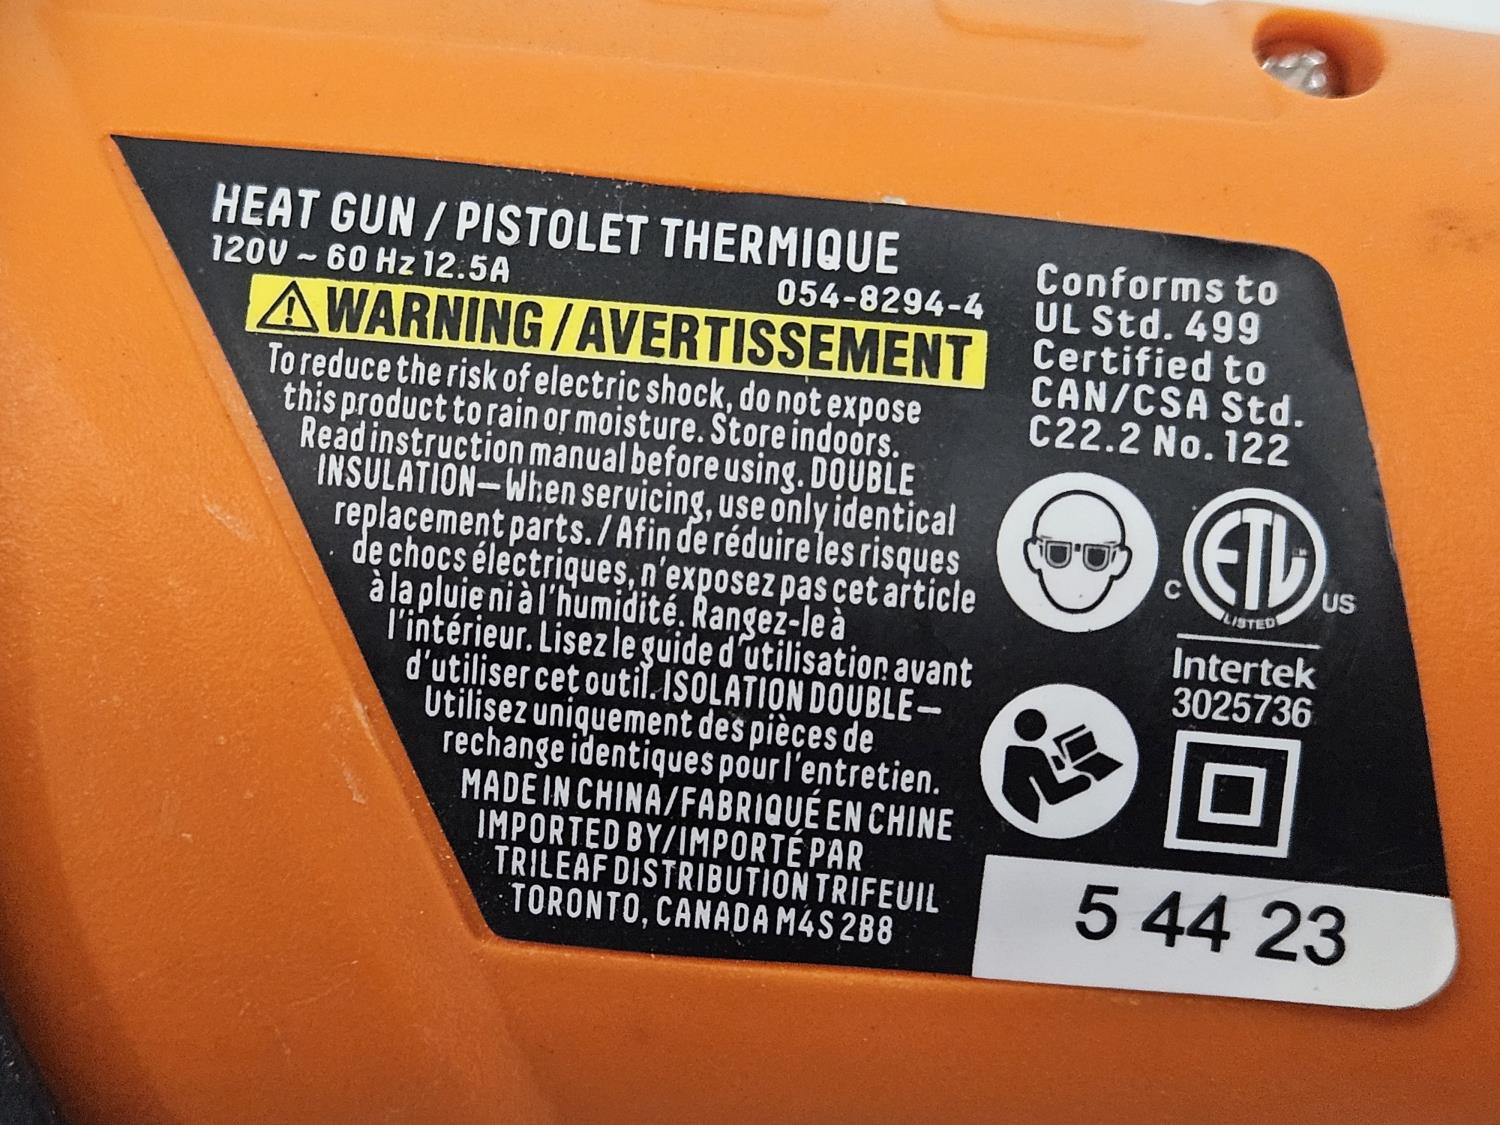 HEAT GUN / PISTOLET THERMIQUE
120V ~ 60 Hz 12.5A
054-8294-4
WARNING/AVERTISSEMENT
To reduce the risk of electric shock, do not expose
this product to rain or moisture. Store indoors.
Read instruction manual before using. DOUBLE
INSULATION—When servicing, use only identical
replacement parts. / Afin de réduire les risques
de chocs électriques, n'exposez pas cet article
à la pluie ni à l'humidité. Rangez-le à
l'intérieur. Lisez le guide d'utilisation avant
d'utiliser cet outil. ISOLATION DOUBLE—
Utilisez uniquement des pièces de
rechange identiques pour l'entretien.
MADE IN CHINA/FABRIQUÉ EN CHINE
IMPORTED BY/IMPORTÉ PAR
TRILEAF DISTRIBUTION TRIFEUIL
TORONTO, CANADA M4S 2B8
Conforms to
UL Std. 499
Certified to
CAN/CSA Std.
C22.2 No. 122
C ETL US
LISTED
Intertek
3025736
5 44 23